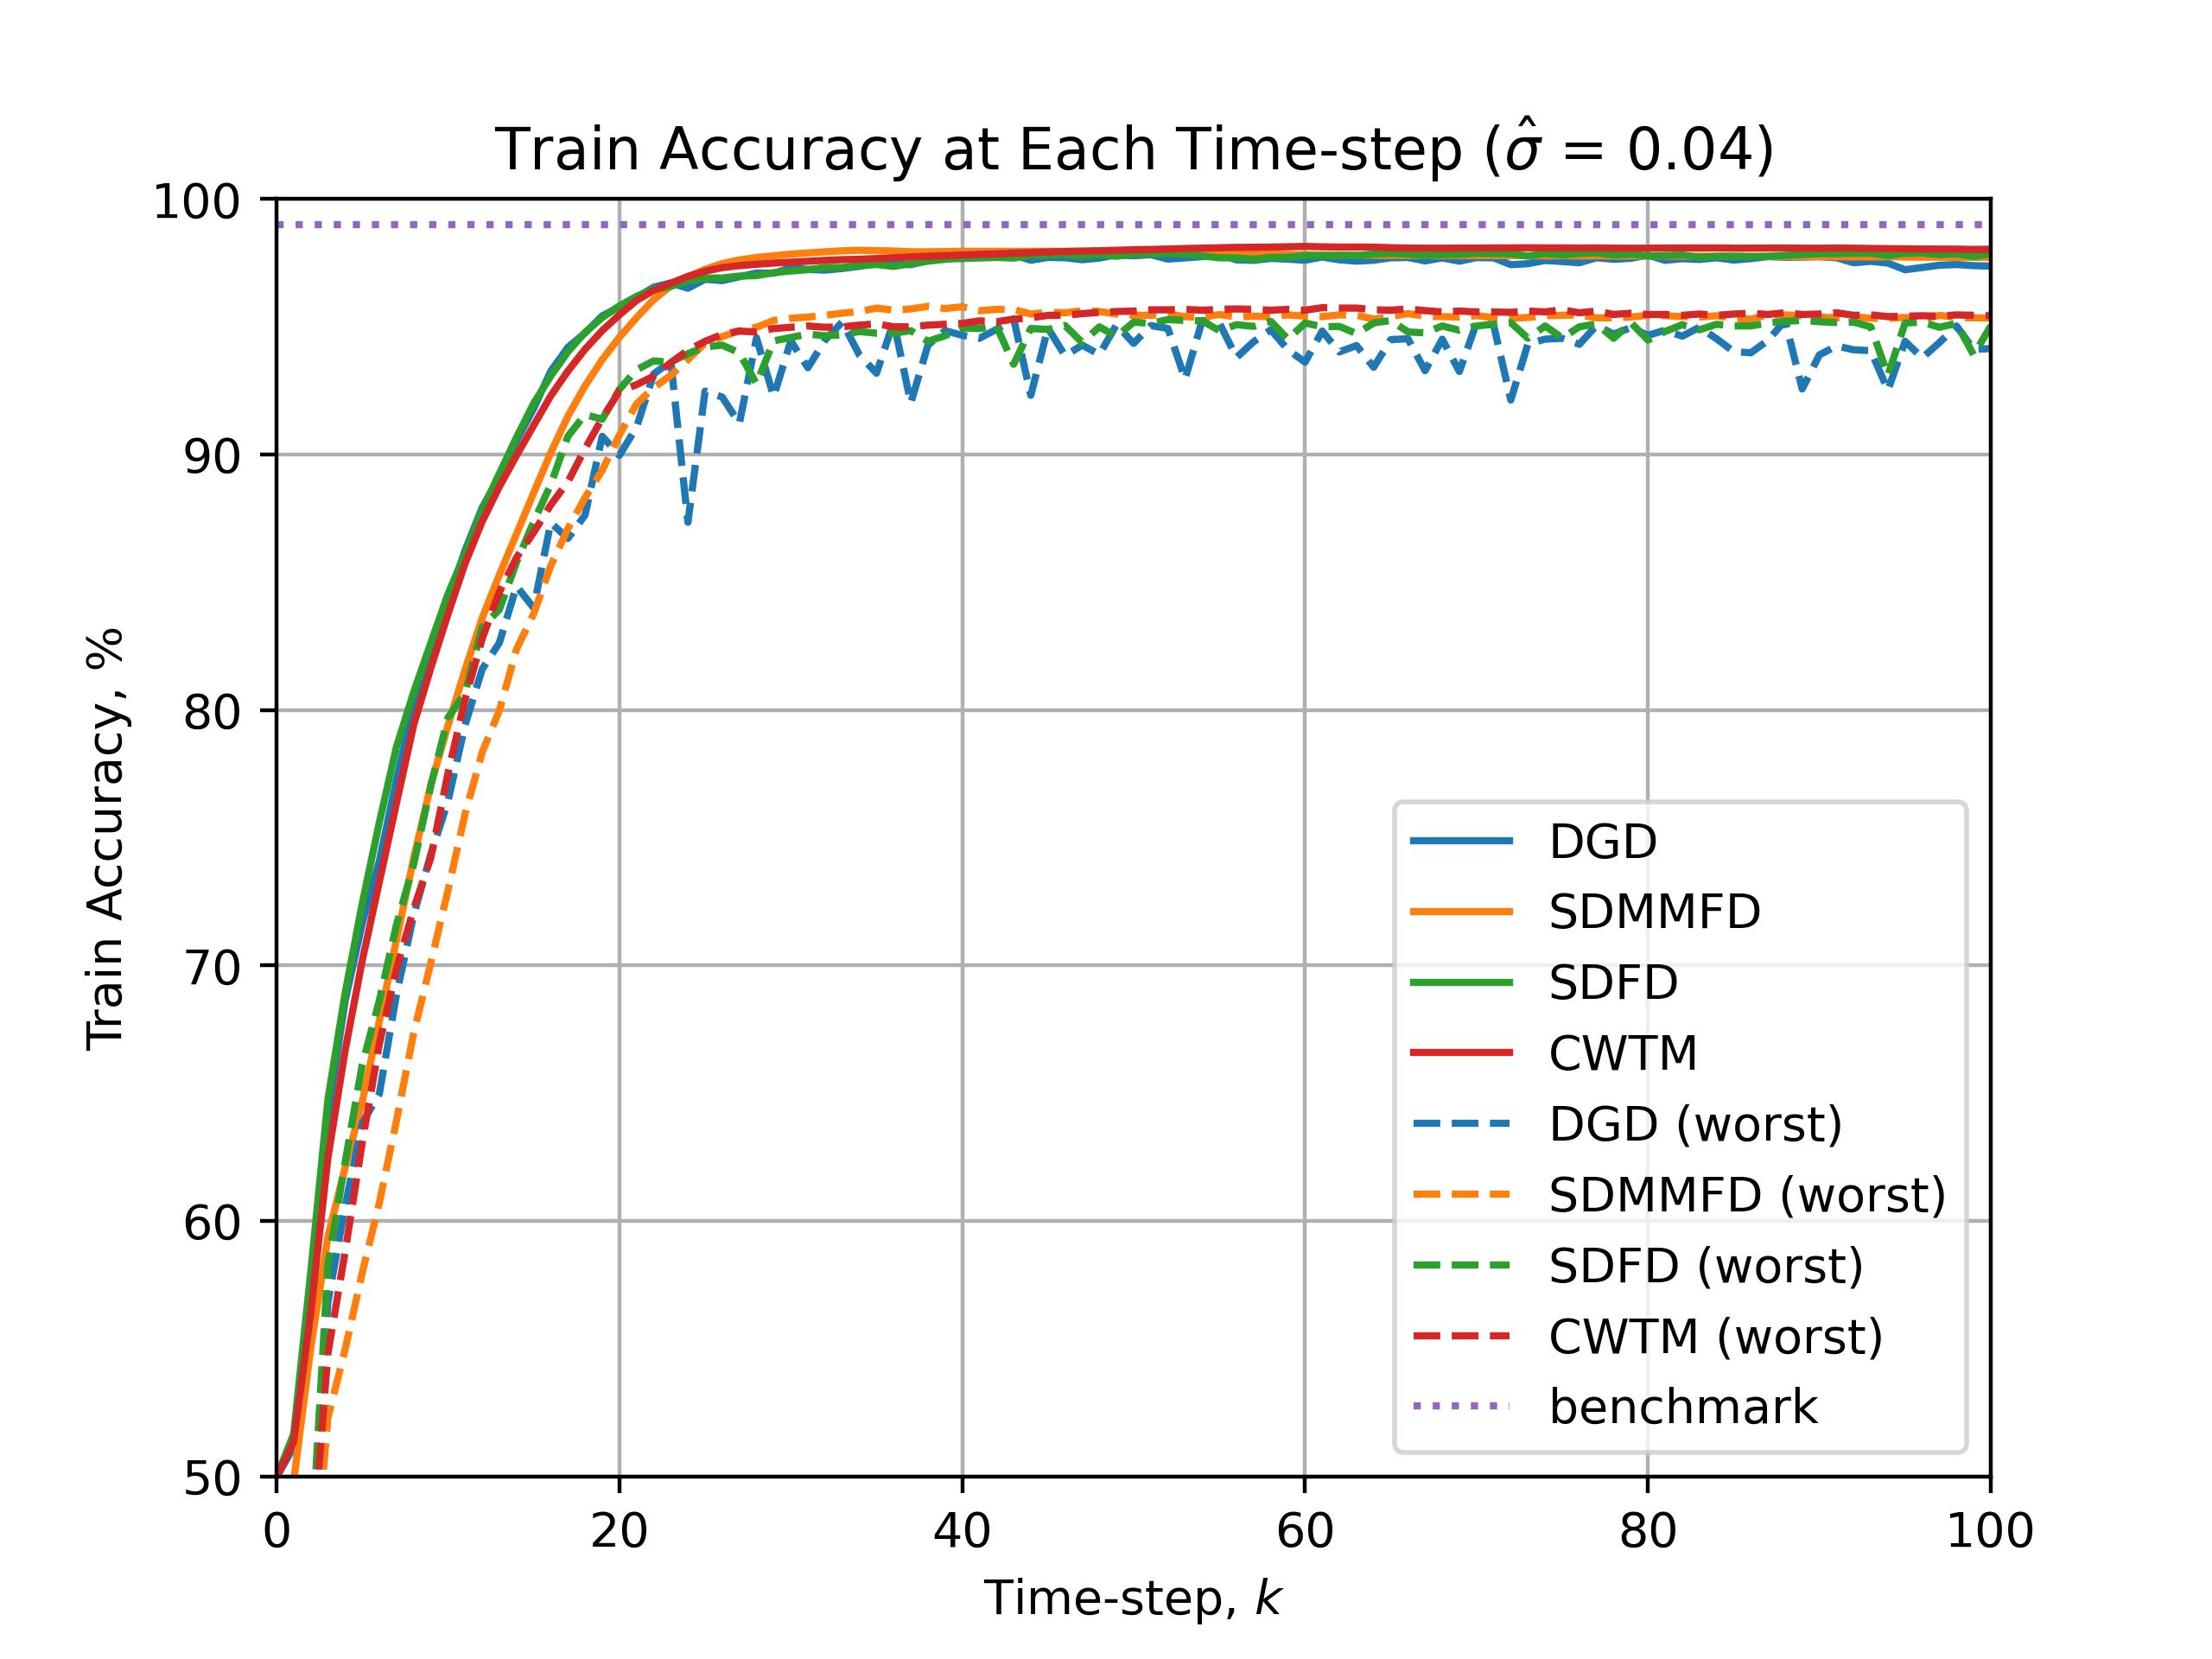 Train Accuracy at Each Time-step (σ̂ = 0.04)
Train Accuracy, %
100
90
80
70
60
50
0 20 40 60 80 100
Time-step, k
DGD
SDMMFD
SDFD
CWTM
DGD (worst)
SDMMFD (worst)
SDFD (worst)
CWTM (worst)
benchmark